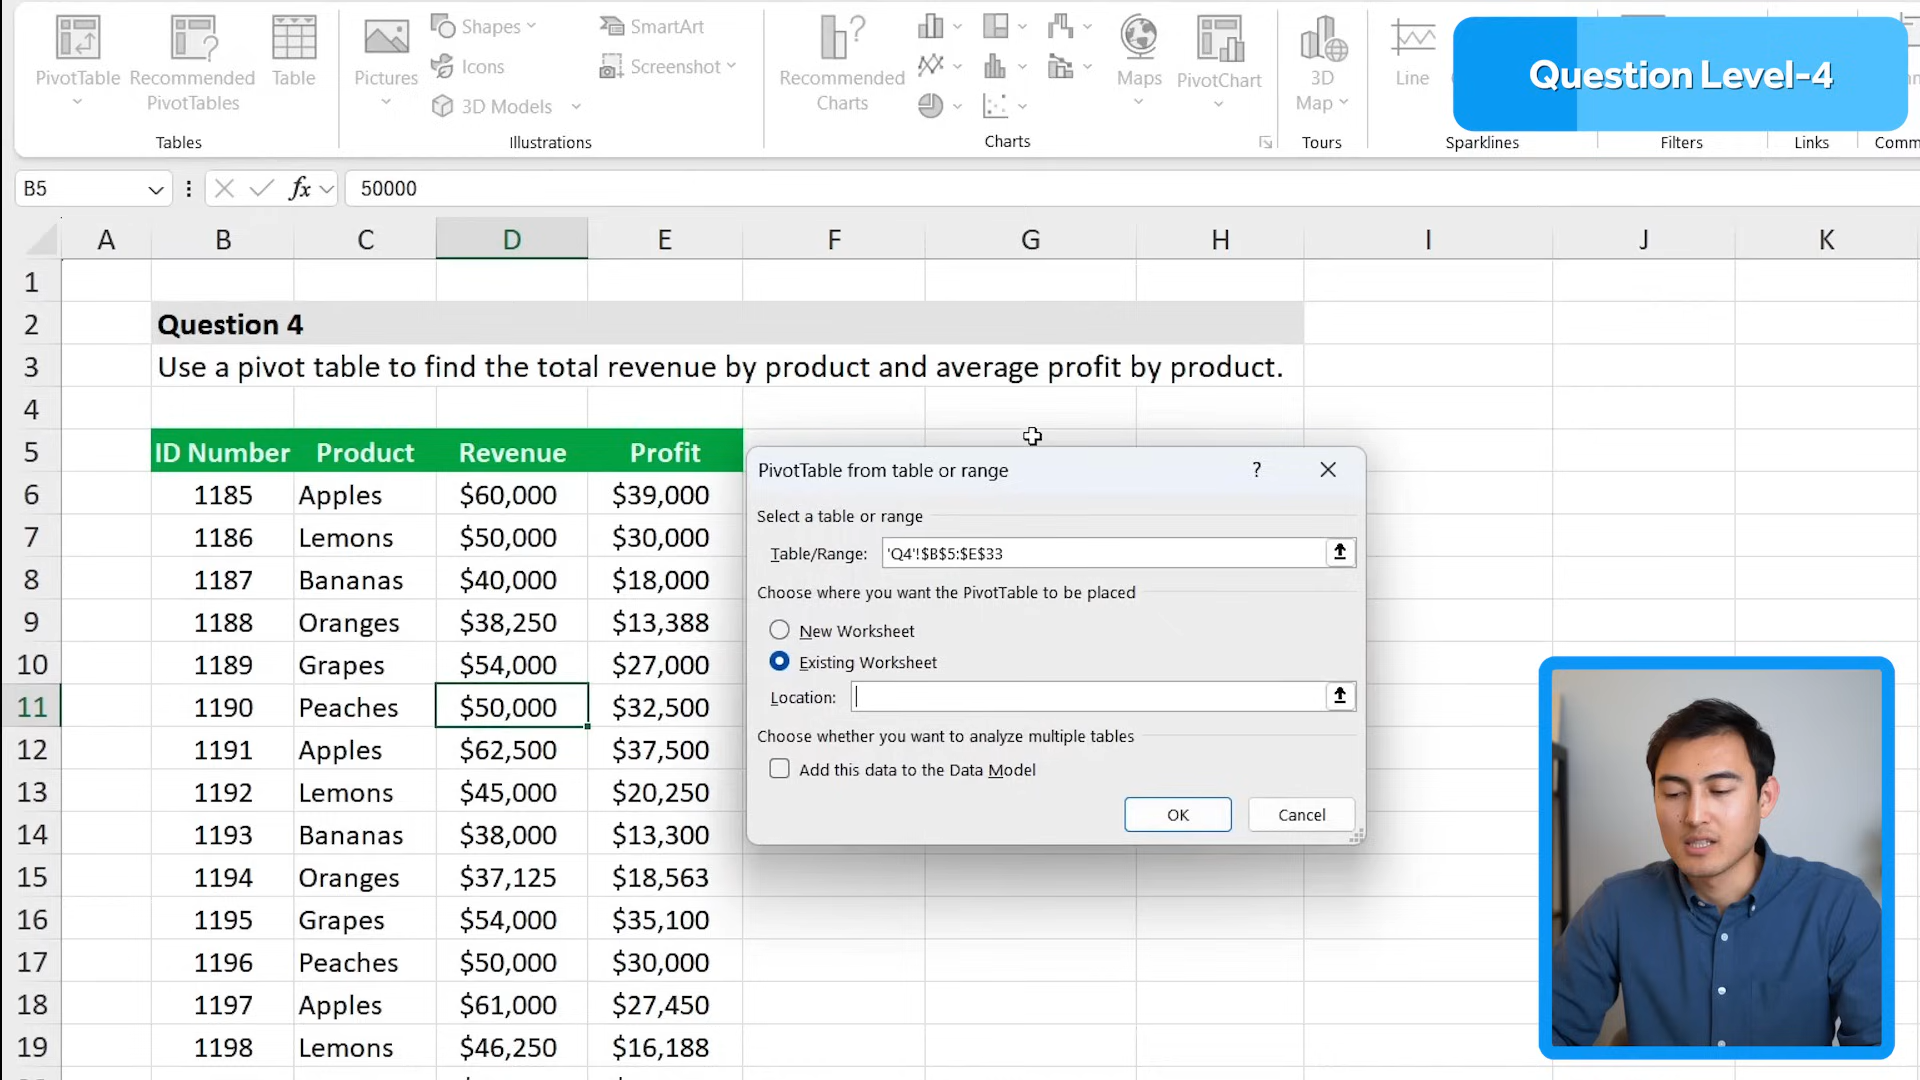 Shapes
SmartArt
PivotTable
Recommended
PivotTables
Table
Pictures
Icons
Screenshot
3D Models
Recommended
Charts
Maps
PivotChart
3D
Map
Line
Question Level-4
Tables
Illustrations
Charts
Tours
Sparklines
Filters
Links
Comm
B5
fx
50000
A B C D E F G H I J K
1
2 Question 4
3 Use a pivot table to find the total revenue by product and average profit by product.
4
5 ID Number Product Revenue Profit
6 1185 Apples $60,000 $39,000
7 1186 Lemons $50,000 $30,000
8 1187 Bananas $40,000 $18,000
9 1188 Oranges $38,250 $13,388
10 1189 Grapes $54,000 $27,000
11 1190 Peaches $50,000 $32,500
12 1191 Apples $62,500 $37,500
13 1192 Lemons $45,000 $20,250
14 1193 Bananas $38,000 $13,300
15 1194 Oranges $37,125 $18,563
16 1195 Grapes $54,000 $35,100
17 1196 Peaches $50,000 $30,000
18 1197 Apples $61,000 $27,450
19 1198 Lemons $46,250 $16,188
PivotTable from table or range ?
Select a table or range
Table/Range: 'Q4'!$B$5:$E$33
Choose where you want the PivotTable to be placed
New Worksheet
Existing Worksheet
Location:
Choose whether you want to analyze multiple tables
Add this data to the Data Model
OK
Cancel